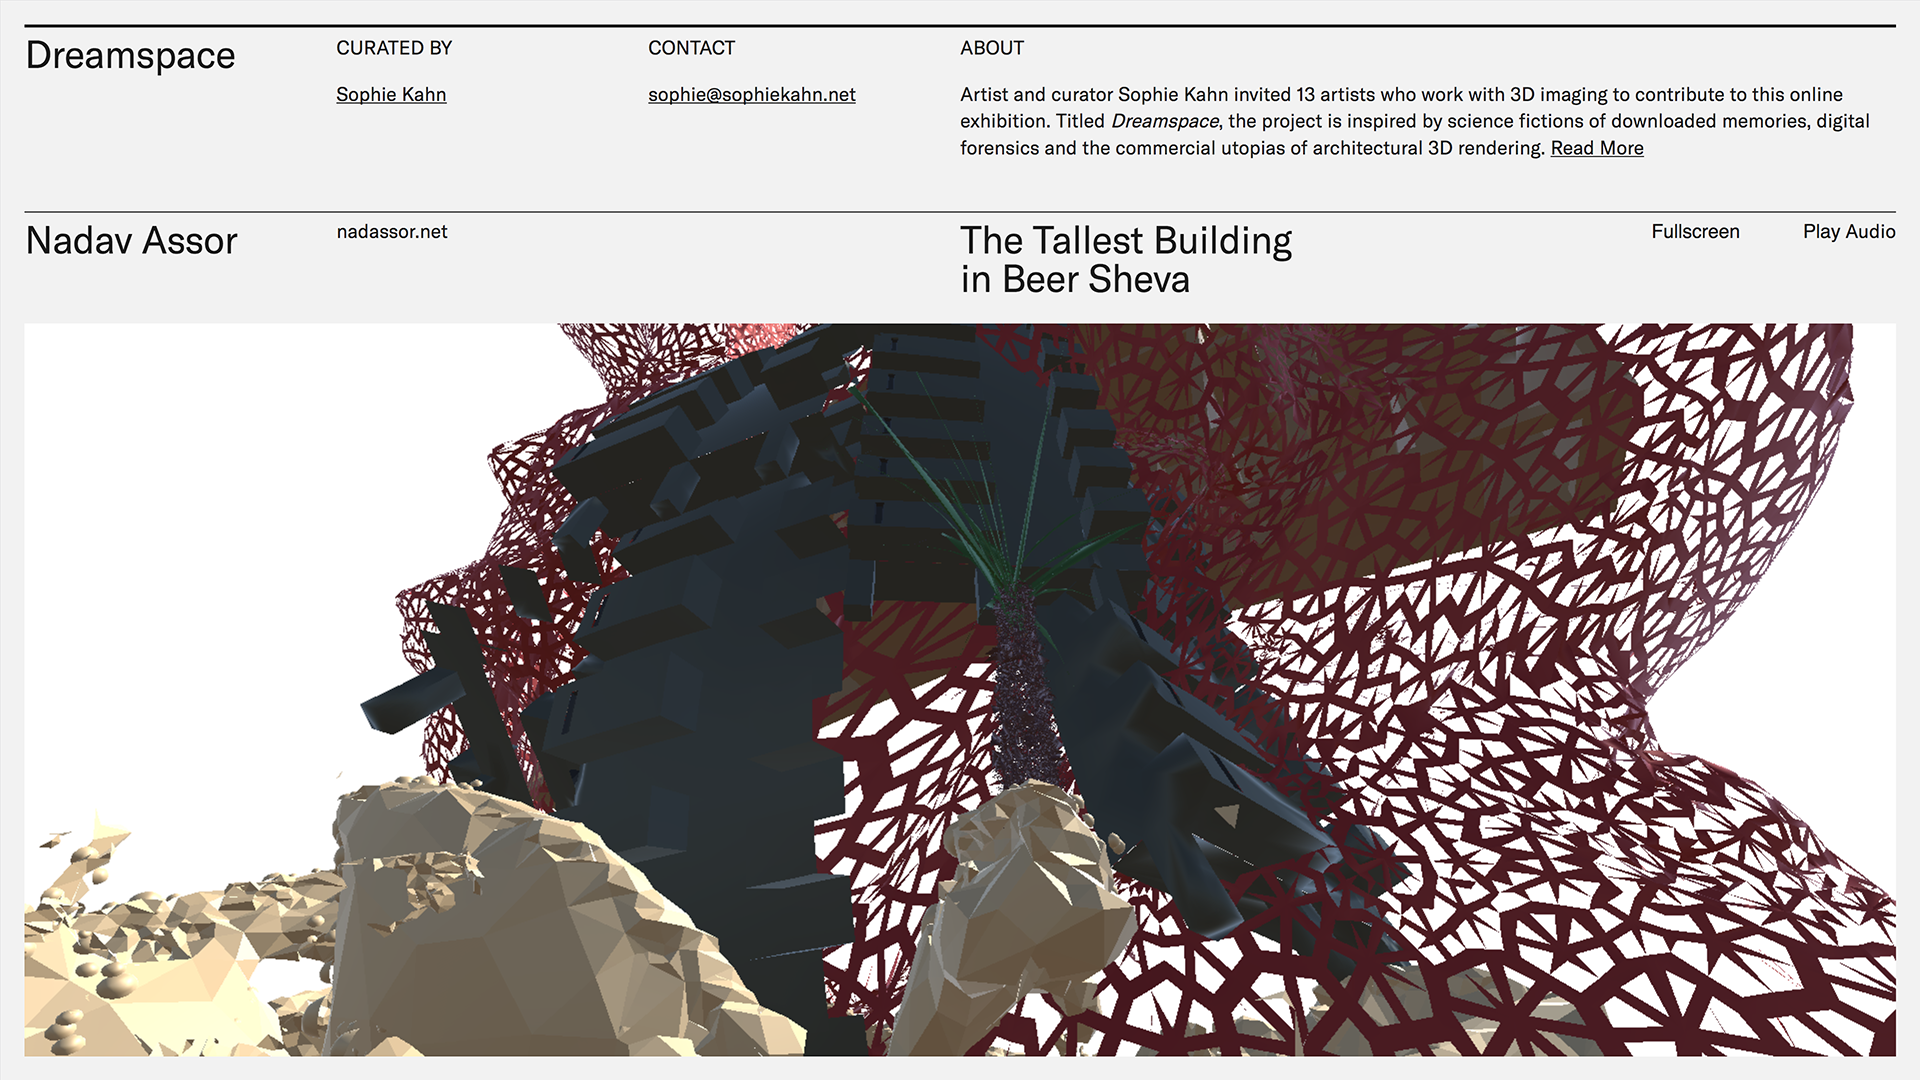 Dreamspace
CURATED BY
Sophie Kahn
CONTACT
sophie@sophiekahn.net
ABOUT
Artist and curator Sophie Kahn invited 13 artists who work with 3D imaging to contribute to this online
exhibition. Titled Dreamspace, the project is inspired by science fictions of downloaded memories, digital
forensics and the commercial utopias of architectural 3D rendering. Read More
Nadav Assor
nadassor.net
The Tallest Building
in Beer Sheva
Fullscreen
Play Audio